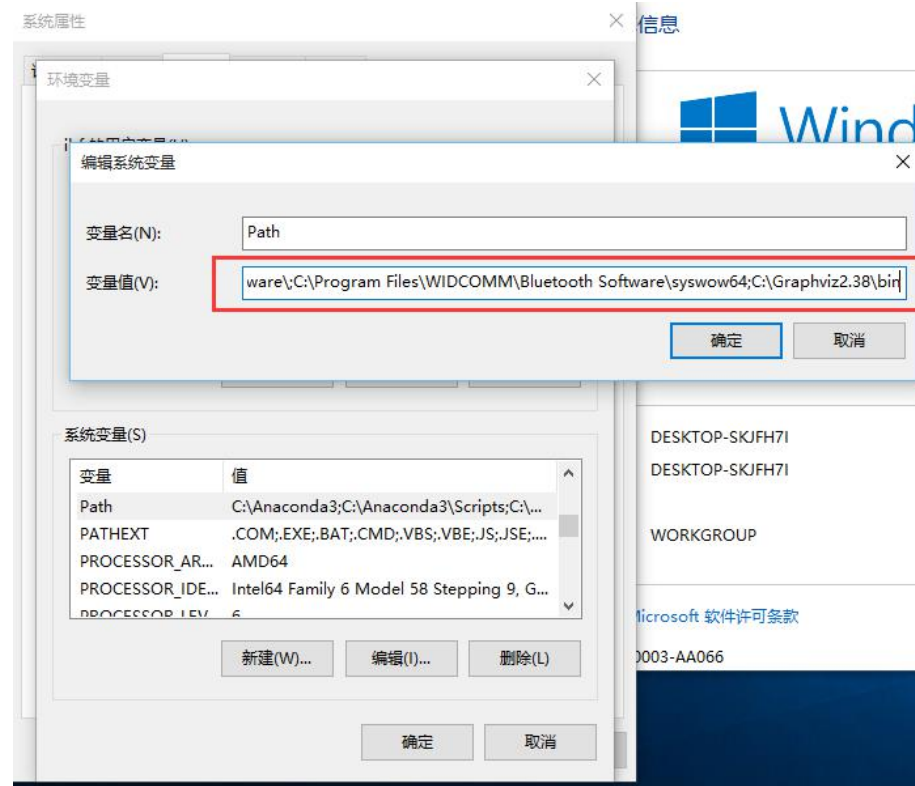 系统属性
信息
环境变量
Wind
编辑系统变量
变量名(N):
Path
变量值(V):
ware\;C:\Program Files\WIDCOMM\Bluetooth Software\syswow64;C:\Graphviz2.38\bin
确定
取消
系统变量(S)
DESKTOP-SKJFH7I
变量
值
DESKTOP-SKJFH7I
Path
C:\Anaconda3;C:\Anaconda3\Scripts;C:\...
PATHEXT
.COM;.EXE;.BAT;.CMD;.VBS;.VBE;.JS;.JSE;....
WORKGROUP
PROCESSOR_AR...
AMD64
PROCESSOR_IDE...
Intel64 Family 6 Model 58 Stepping 9, G...
PROCESSOR_LEV
6
Microsoft 软件许可条款
新建(W)...
编辑(I)...
删除(L)
0003-AA066
确定
取消